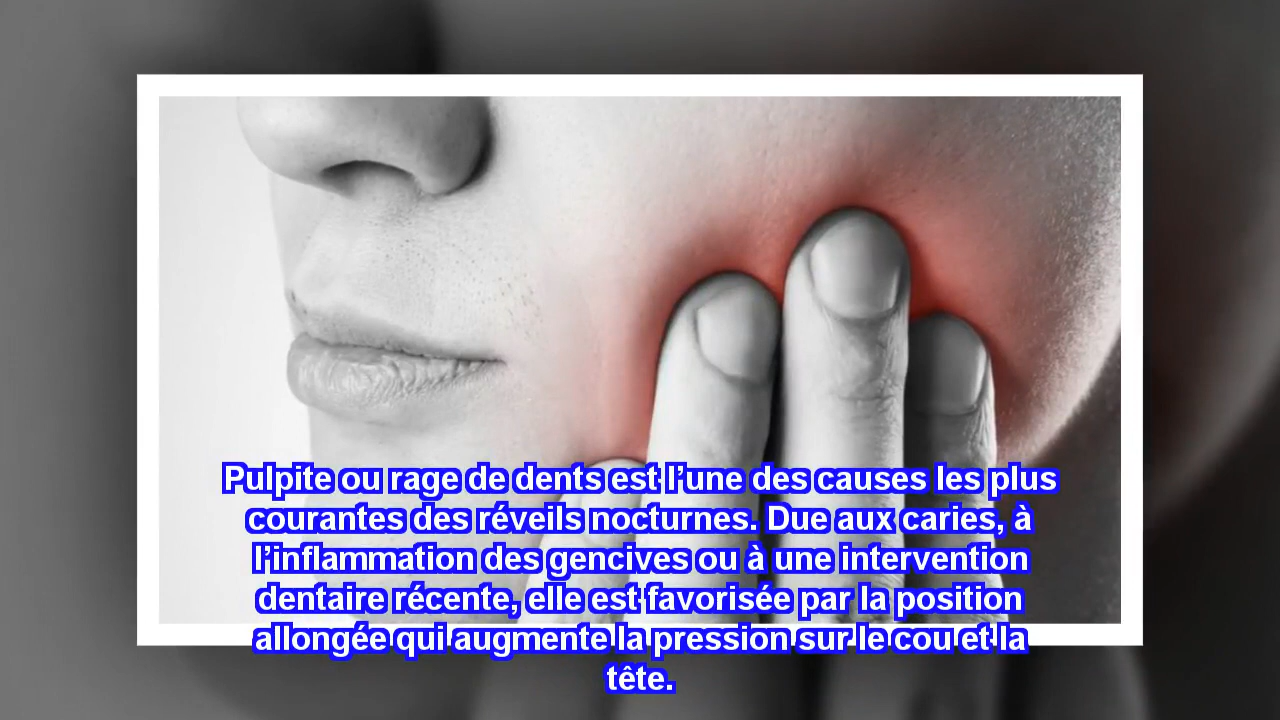 Pulpite ou rage de dents est l’une des causes les plus
courantes des réveils nocturnes. Due aux caries, à
l’inflammation des gencives ou à une intervention
dentaire récente, elle est favorisée par la position
allongée qui augmente la pression sur le cou et la
tête.